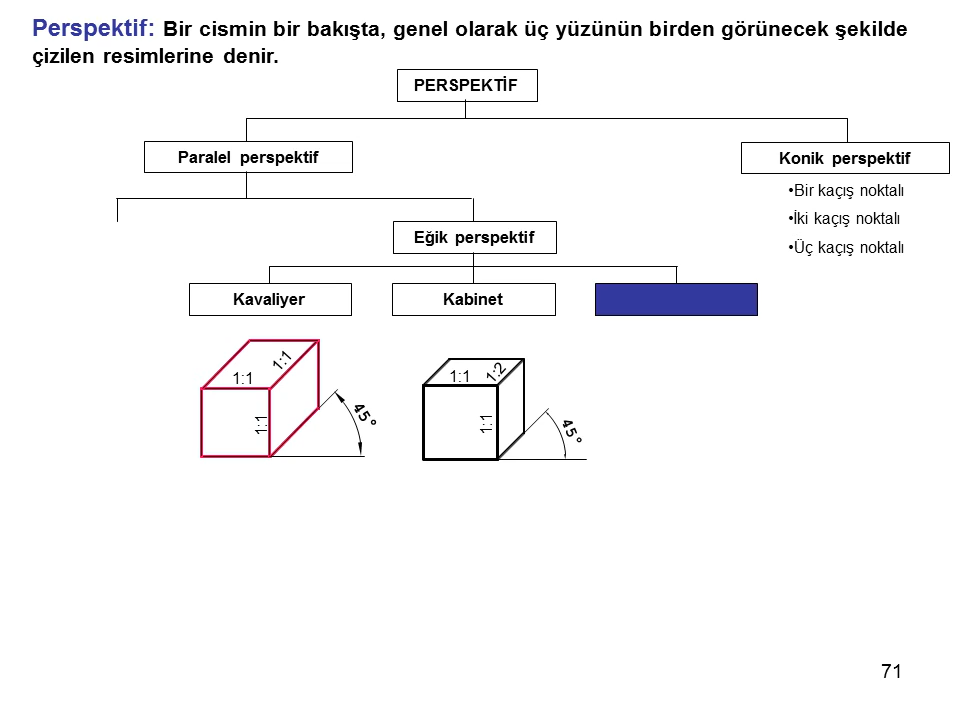 Perspektif: Bir cismin bir bakışta, genel olarak üç yüzünün birden görünecek şekilde
çizilen resimlerine denir.
PERSPEKTİF
Paralel perspektif
Konik perspektif
•Bir kaçış noktalı
•İki kaçış noktalı
•Üç kaçış noktalı
Eğik perspektif
Kavaliyer
Kabinet
1:1
1:1
1:1
45°
1:1
1:2
1:1
45°
71